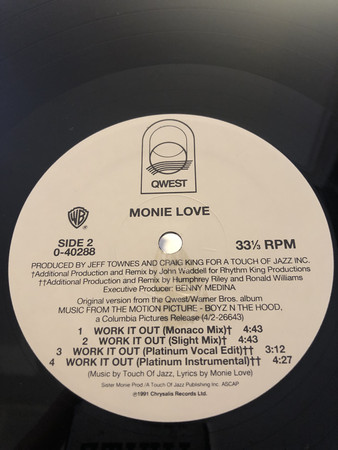 QWEST
MONIE LOVE
WB
SIDE 2
0-40288
33⅓ RPM
PRODUCED BY JEFF TOWNES AND CRAIG KING FOR A TOUCH OF JAZZ INC.
†Additional Production and Remix by John Waddell for Rhythm King Productions
††Additional Production and Remix by Humphrey Riley and Ronald Williams
Executive Producer: BENNY MEDINA
Original version from the Qwest/Warner Bros. album
MUSIC FROM THE MOTION PICTURE - BOYZ N THE HOOD,
a Columbia Pictures Release (4/2-26643)
1 WORK IT OUT (Monaco Mix)† 4:43
2 WORK IT OUT (Slight Mix)† 4:43
3 WORK IT OUT (Platinum Vocal Edit)†† 3:12
4 WORK IT OUT (Platinum Instrumental)†† 4:27
(Music by Touch Of Jazz, Lyrics by Monie Love)
Sister Monie Prod /A Touch Of Jazz Publishing Inc. ASCAP
℗1991 Chrysalis Records Ltd.